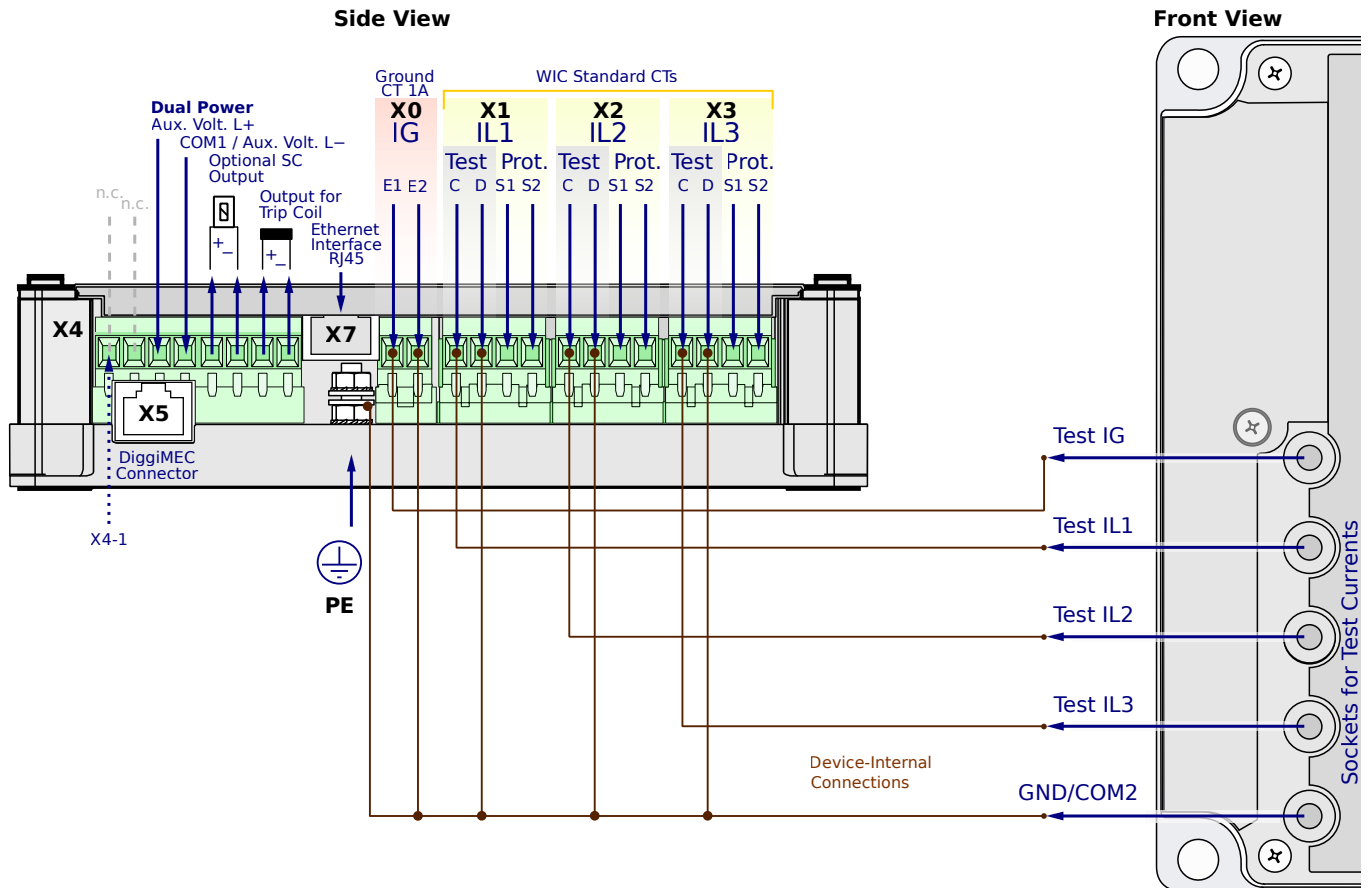 Side View
Front View
Ground
CT 1A
WIC Standard CTs
X0
IG
X1
IL1
X2
IL2
X3
IL3
Dual Power
Aux. Volt. L+
COM1 / Aux. Volt. L−
Optional SC
Output
Test Prot.
Test Prot.
Test Prot.
n.c.
n.c.
E1 E2
C D S1 S2
C D S1 S2
C D S1 S2
Output for
Trip Coil
Ethernet
Interface
RJ45
+
−
+
−
X4
X7
X5
DiggiMEC
Connector
X4-1
PE
Test IG
Test IL1
Test IL2
Test IL3
GND/COM2
Device-Internal
Connections
Sockets for Test Currents